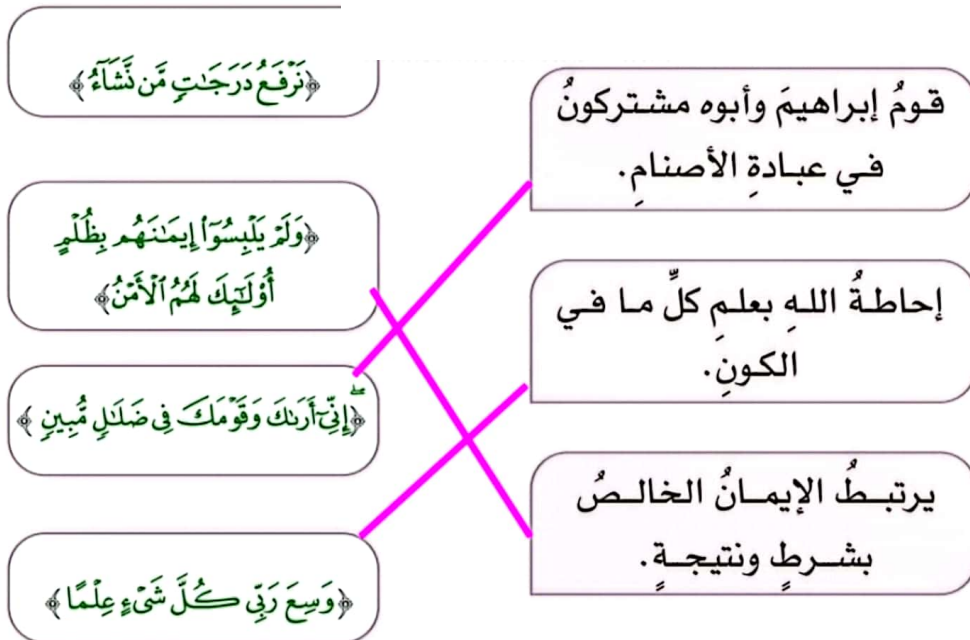 قومُ إبراهيمَ وأبوه مشتركونُ
في عبادةِ الأصنامِ.
إحاطةُ اللهِ بعلمِ كلِّ ما في
الكونِ.
يرتبطُ الإيمانُ الخالصُ
بشرطٍ ونتيجةٍ.
﴿نَرۡفَعُ دَرَجَٰتٖ مَّن نَّشَآءُ﴾
﴿وَلَمۡ يَلۡبِسُوٓاْ إِيمَٰنَهُم بِظُلۡمٍ
أُوْلَٰٓئِكَ لَهُمُ ٱلۡأَمۡنُ﴾
﴿إِنِّيٓ أَرَىٰكَ وَقَوۡمَكَ فِي ضَلَٰلٖ مُّبِينٖ﴾
﴿وَسِعَ رَبِّي كُلَّ شَيۡءٍ عِلۡمًا﴾